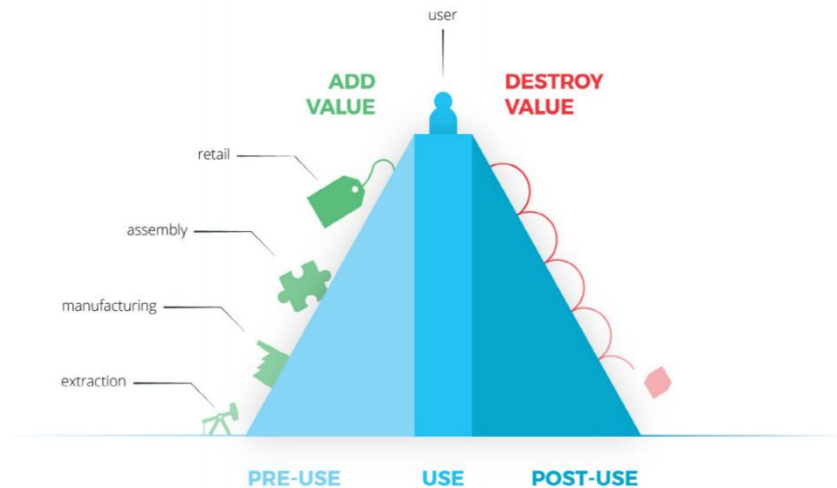 user
ADD
VALUE
DESTROY
VALUE
retail
assembly
manufacturing
extraction
PRE-USE
USE
POST-USE